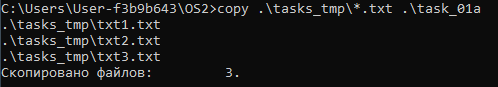 C:\Users\User-f3b9b643\OS2>copy .\tasks_tmp\*.txt .\task_01a
.\tasks_tmp\txt1.txt
.\tasks_tmp\txt2.txt
.\tasks_tmp\txt3.txt
Скопировано файлов:         3.